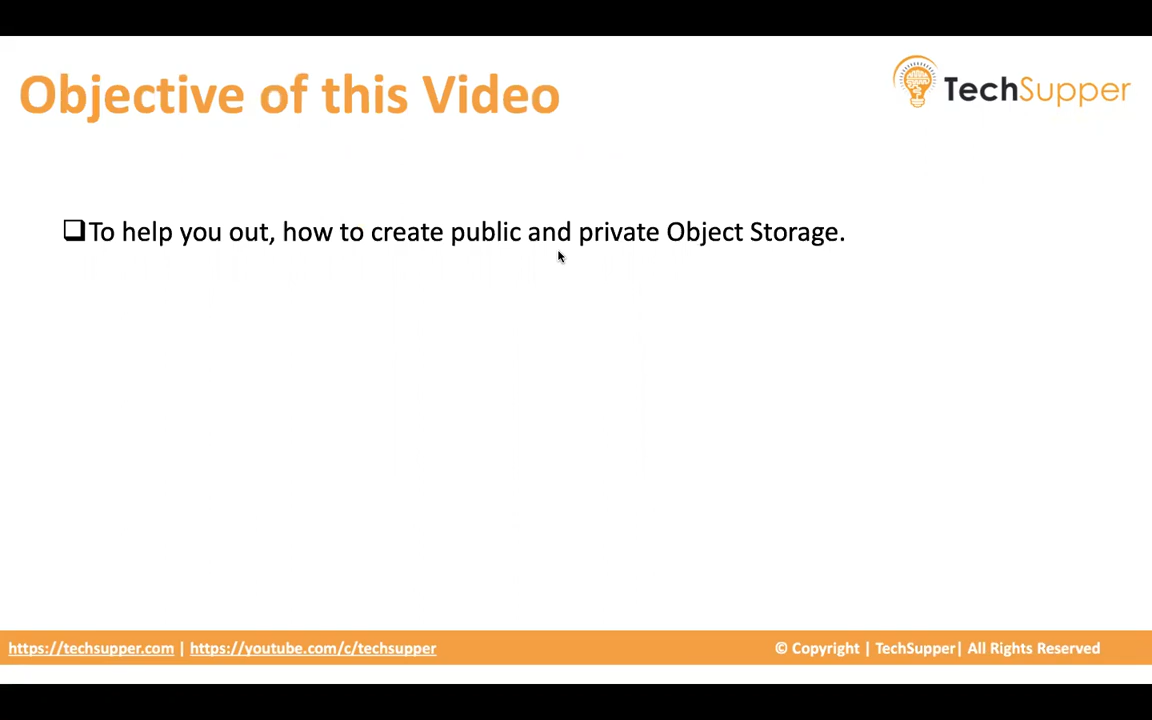 Objective of this Video
TechSupper
To help you out, how to create public and private Object Storage.
https://techsupper.com | https://youtube.com/c/techsupper
© Copyright | TechSupper| All Rights Reserved